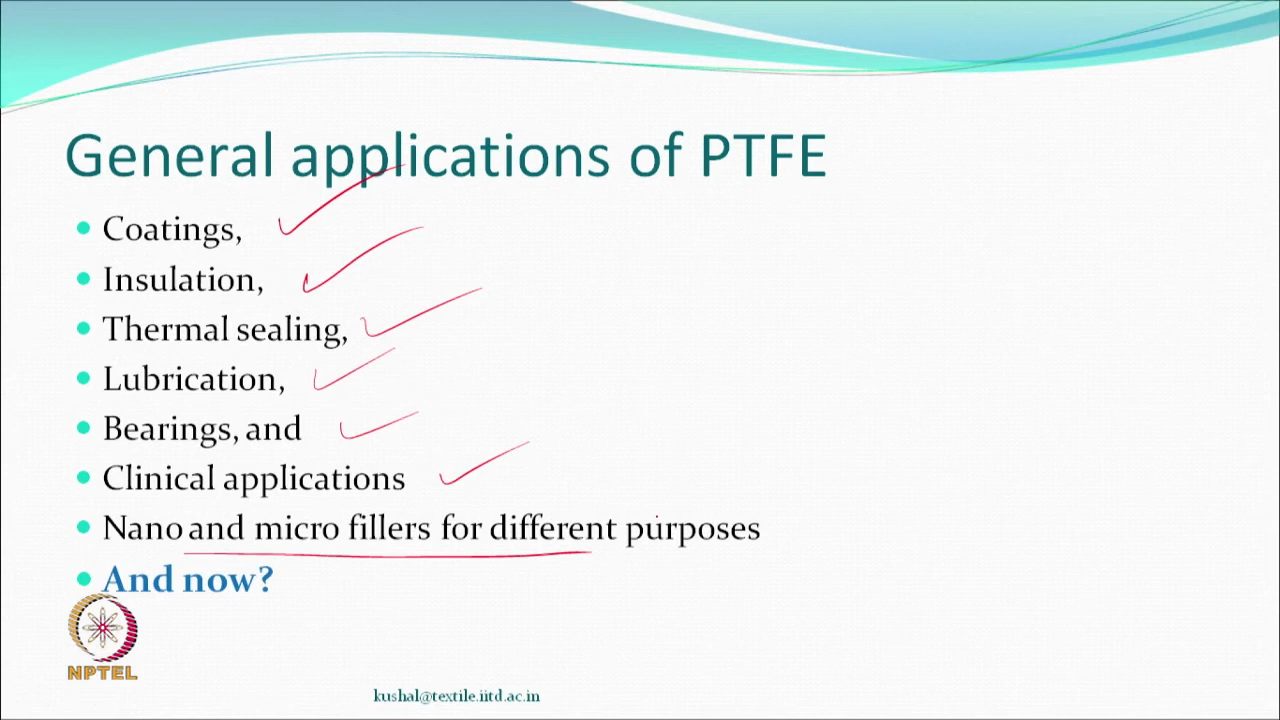 General applications of PTFE
Coatings,
Insulation,
Thermal sealing,
Lubrication,
Bearings, and
Clinical applications
Nano and micro fillers for different purposes
And now?
NPTEL
kushal@textile.iitd.ac.in